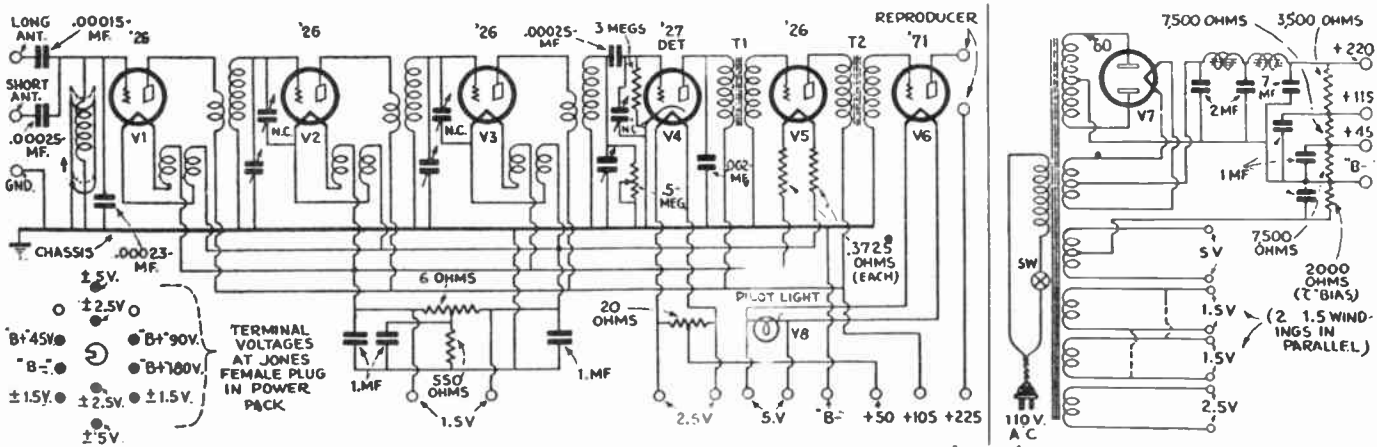 LONG
ANT.
.00015-
MF.
'26
'26
'26
.00025-
MF
3 MEGS
'27
DET
T1
'26
T2
'71
REPRODUCER
SHORT
ANT.
.00025-
MF.
GND.
V1
N.C.
V2
N.C.
V3
N.C.
V4
V5
V6
.002-
MF.
.5-
MEG.
CHASSIS
.00023-
MF.
.3725
OHMS
(EACH)
6 OHMS
20
OHMS
PILOT LIGHT
V8
1.MF
550
OHMS
1.MF
1.5V
2.5V
5V
"B-
+50
+105
+225
±5V.
±2.5V.
"B+"45V.
"B+"90V.
"B-"
"B+"180V.
±1.5V.
±2.5V.
±1.5V.
±5V.
TERMINAL
VOLTAGES
AT JONES
FEMALE PLUG
IN POWER
PACK
80
V7
7,500 OHMS
3,500 OHMS
7-
MF
2MF
+220
+115
+45
"B-
1 MF
7,500
OHMS
2000
OHMS
("C"BIAS)
SW
110 V.
A C
5V
1.5V
1.5V
2.5V
(2 1.5 WIND-
INGS IN
PARALLEL)